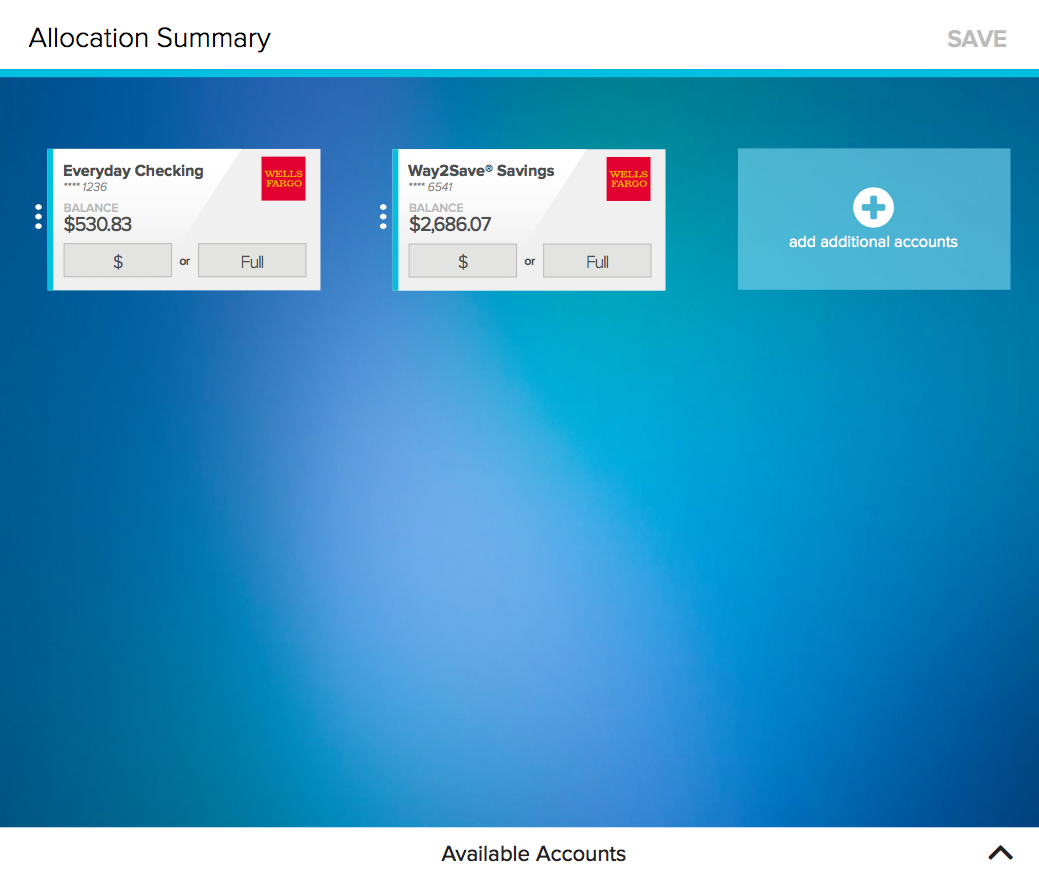 Allocation Summary
SAVE
Everyday Checking
**** 1236
WELLS
FARGO
BALANCE
$530.83
$ or Full
Way2Save® Savings
**** 6541
WELLS
FARGO
BALANCE
$2,686.07
$ or Full
add additional accounts
Available Accounts